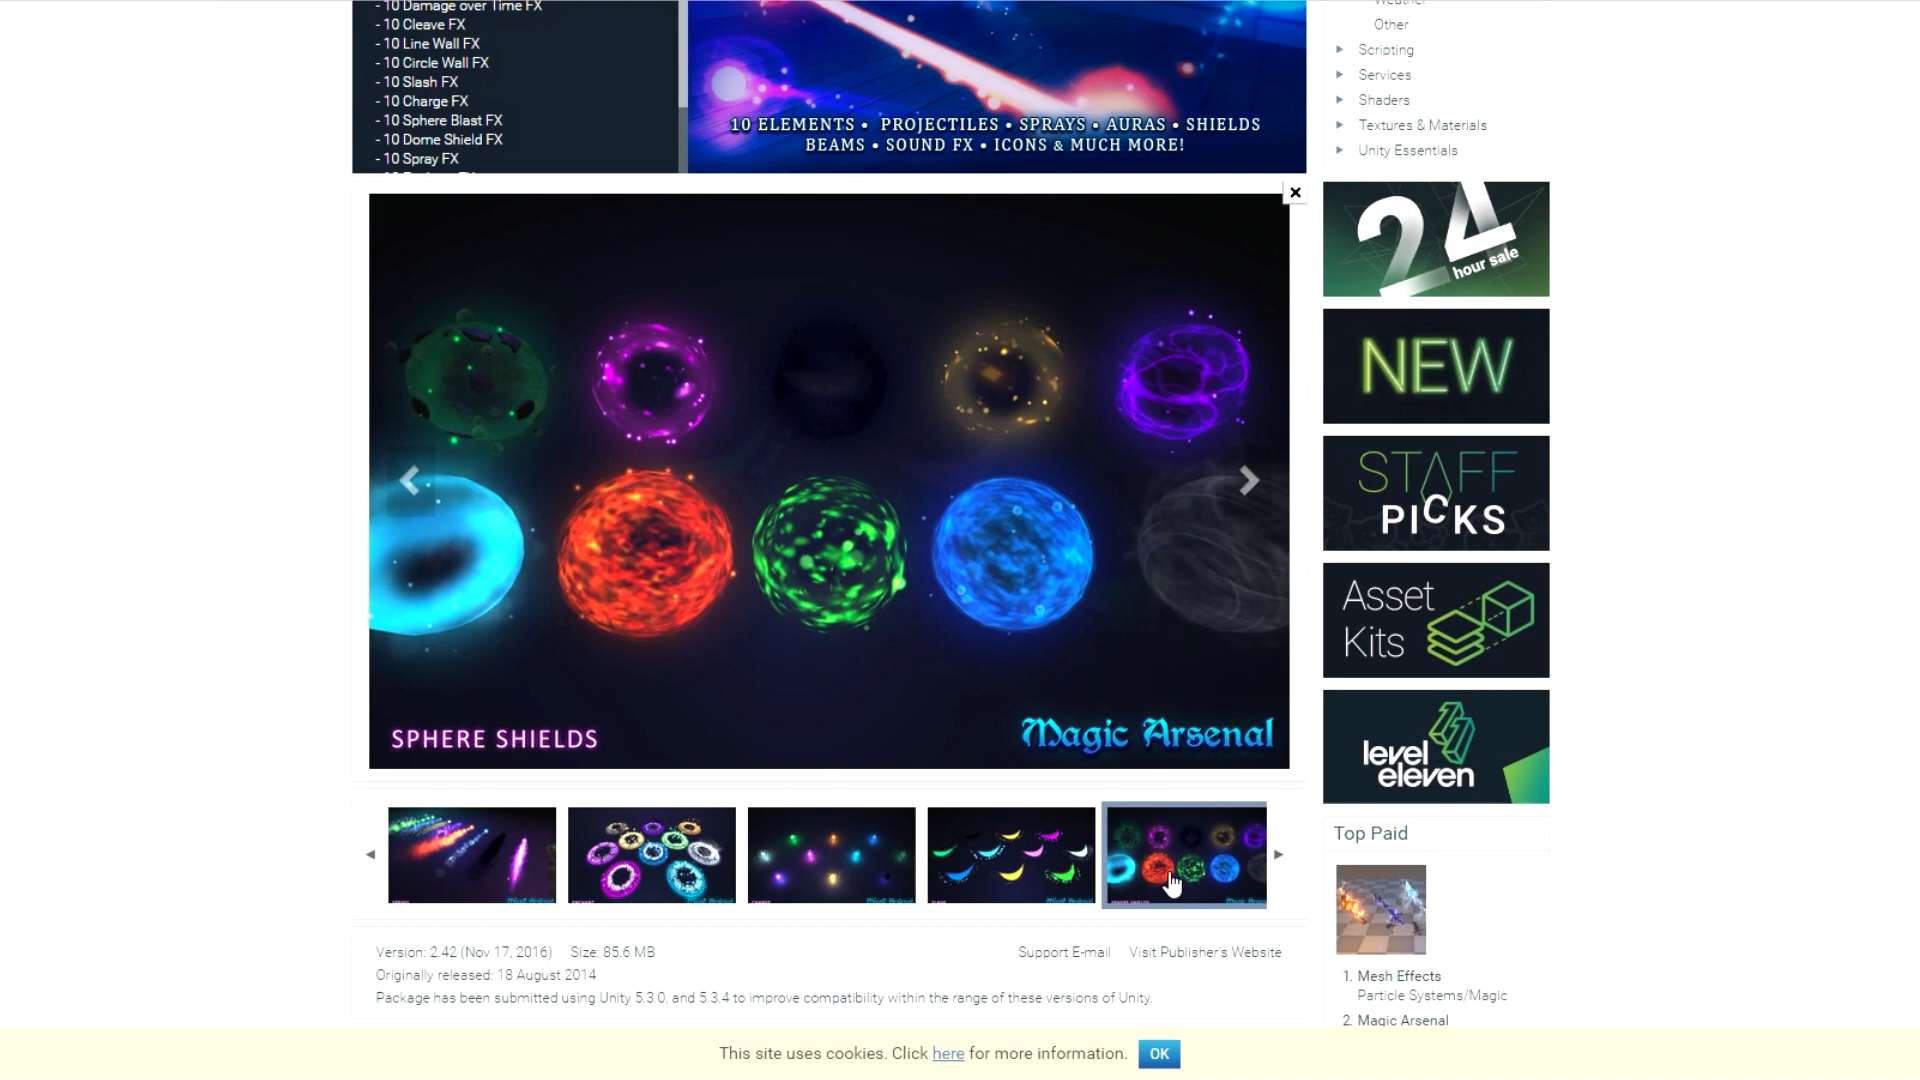 - 10 Damage over Time FX
- 10 Cleave FX
- 10 Line Wall FX
- 10 Circle Wall FX
- 10 Slash FX
- 10 Charge FX
- 10 Sphere Blast FX
- 10 Dome Shield FX
- 10 Spray FX
10 ELEMENTS • PROJECTILES • SPRAYS • AURAS • SHIELDS
BEAMS • SOUND FX • ICONS & MUCH MORE!
Weather
Other
Scripting
Services
Shaders
Textures & Materials
Unity Essentials
SPHERE SHIELDS
Magic Arsenal
24
hour sale
NEW
STAFF
PICKS
Asset
Kits
11
level
eleven
Top Paid
1. Mesh Effects
Particle Systems/Magic
2. Magic Arsenal
Version: 2.42 (Nov 17, 2016) Size: 85.6 MB
Support E-mail Visit Publisher's Website
Originally released: 18 August 2014
Package has been submitted using Unity 5.3.0, and 5.3.4 to improve compatibility within the range of these versions of Unity.
This site uses cookies. Click here for more information. OK